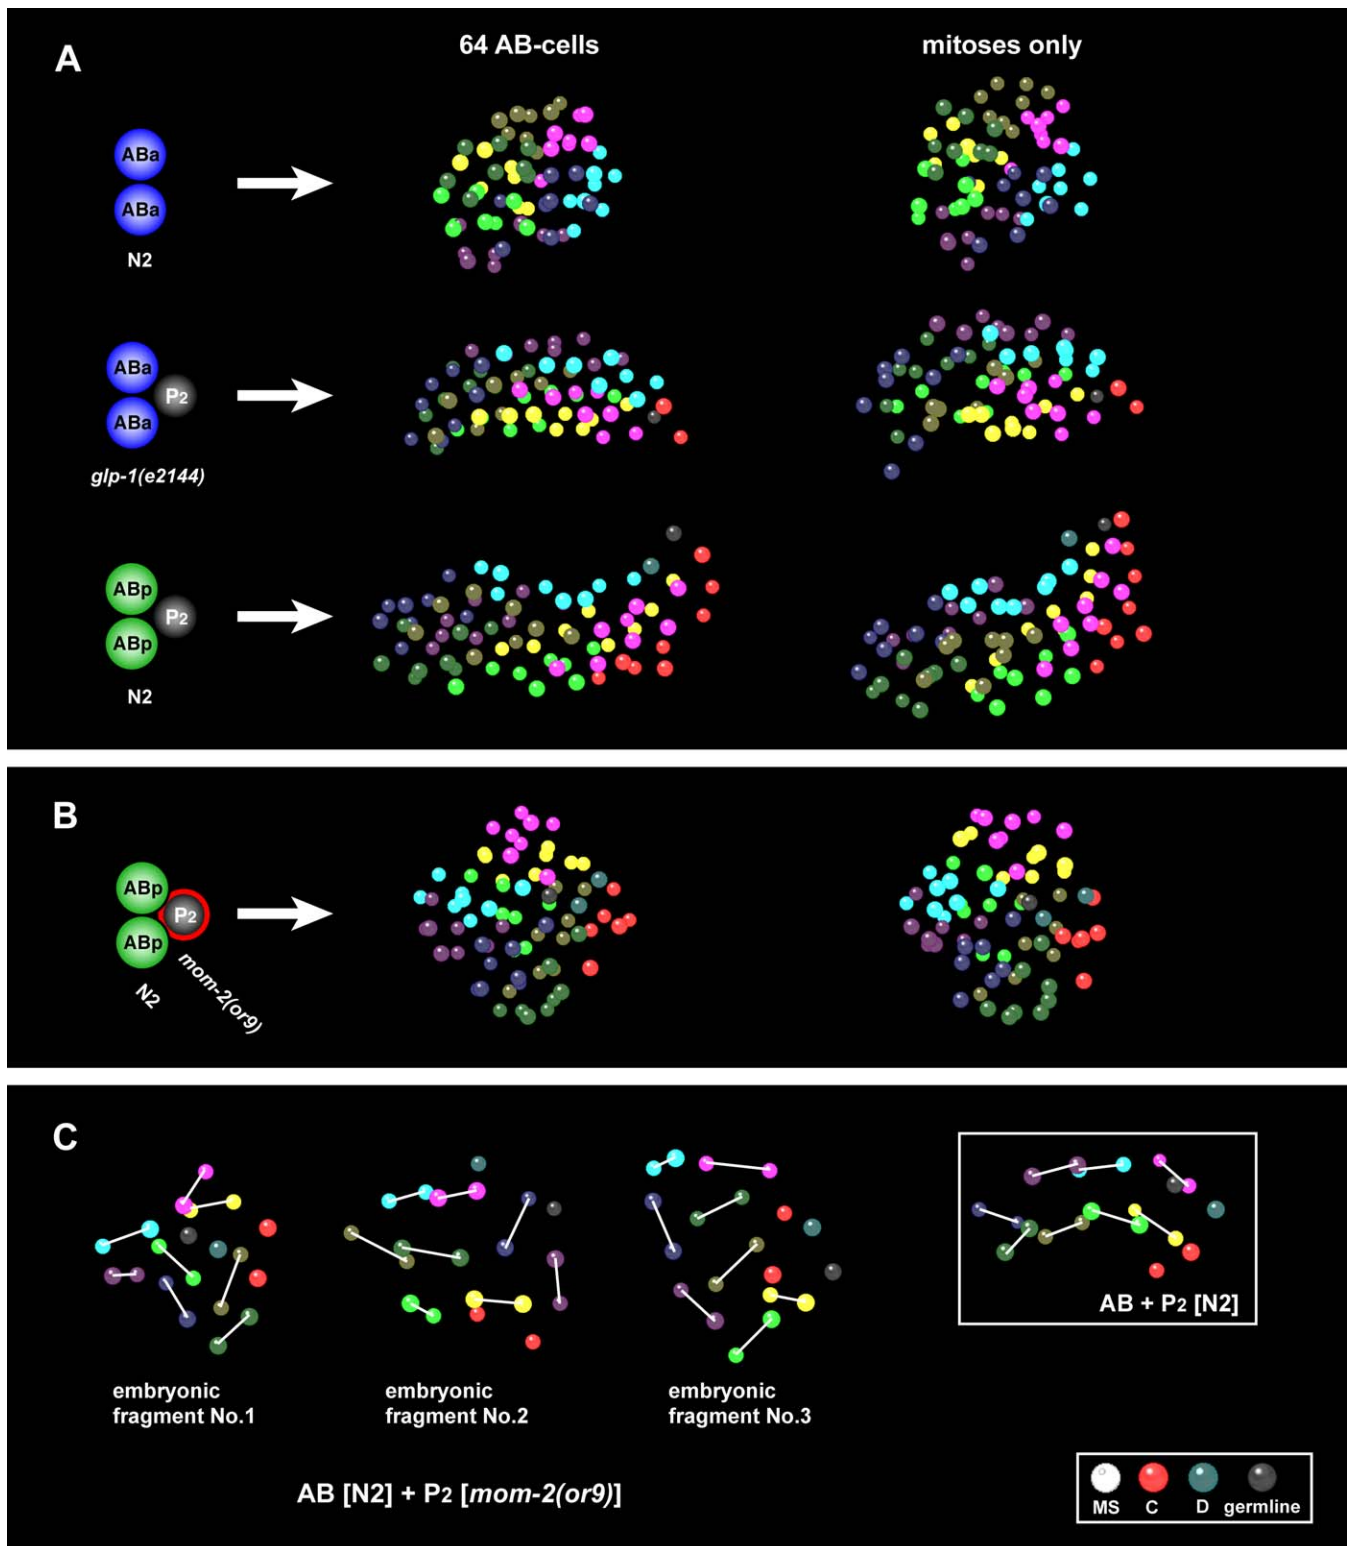 A
64 AB-cells
mitoses only
ABa
ABa
N2
ABa
P2
ABa
glp-1(e2144)
ABp
P2
ABp
N2
B
ABp
P2
ABp
N2
mom-2(or9)
C
AB + P2 [N2]
embryonic
fragment No.1
embryonic
fragment No.2
embryonic
fragment No.3
AB [N2] + P2 [mom-2(or9)]
MS C D germline